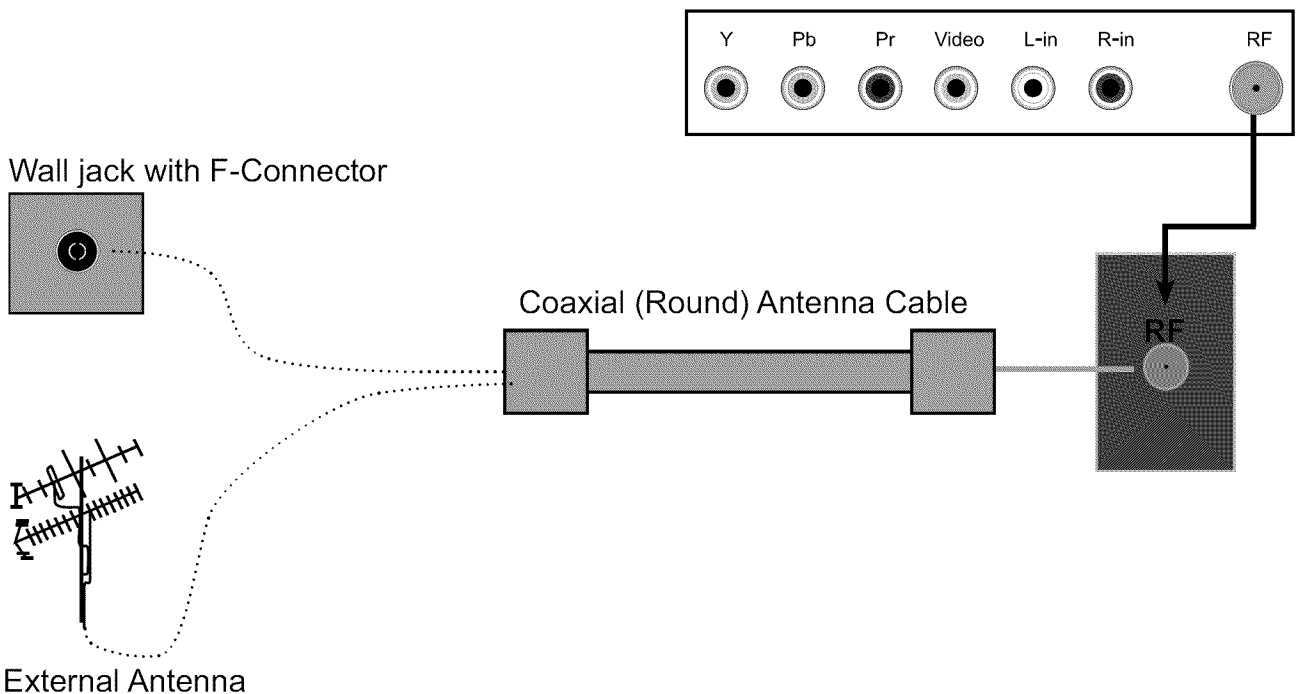 Y Pb Pr Video L-in R-in RF
Wall jack with F-Connector
Coaxial (Round) Antenna Cable
RF
External Antenna